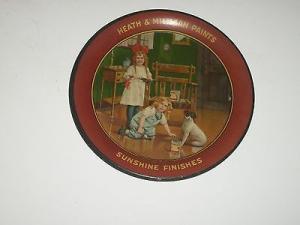 HEATH & MILLIGAN PAINTS
SUNSHINE FINISHES